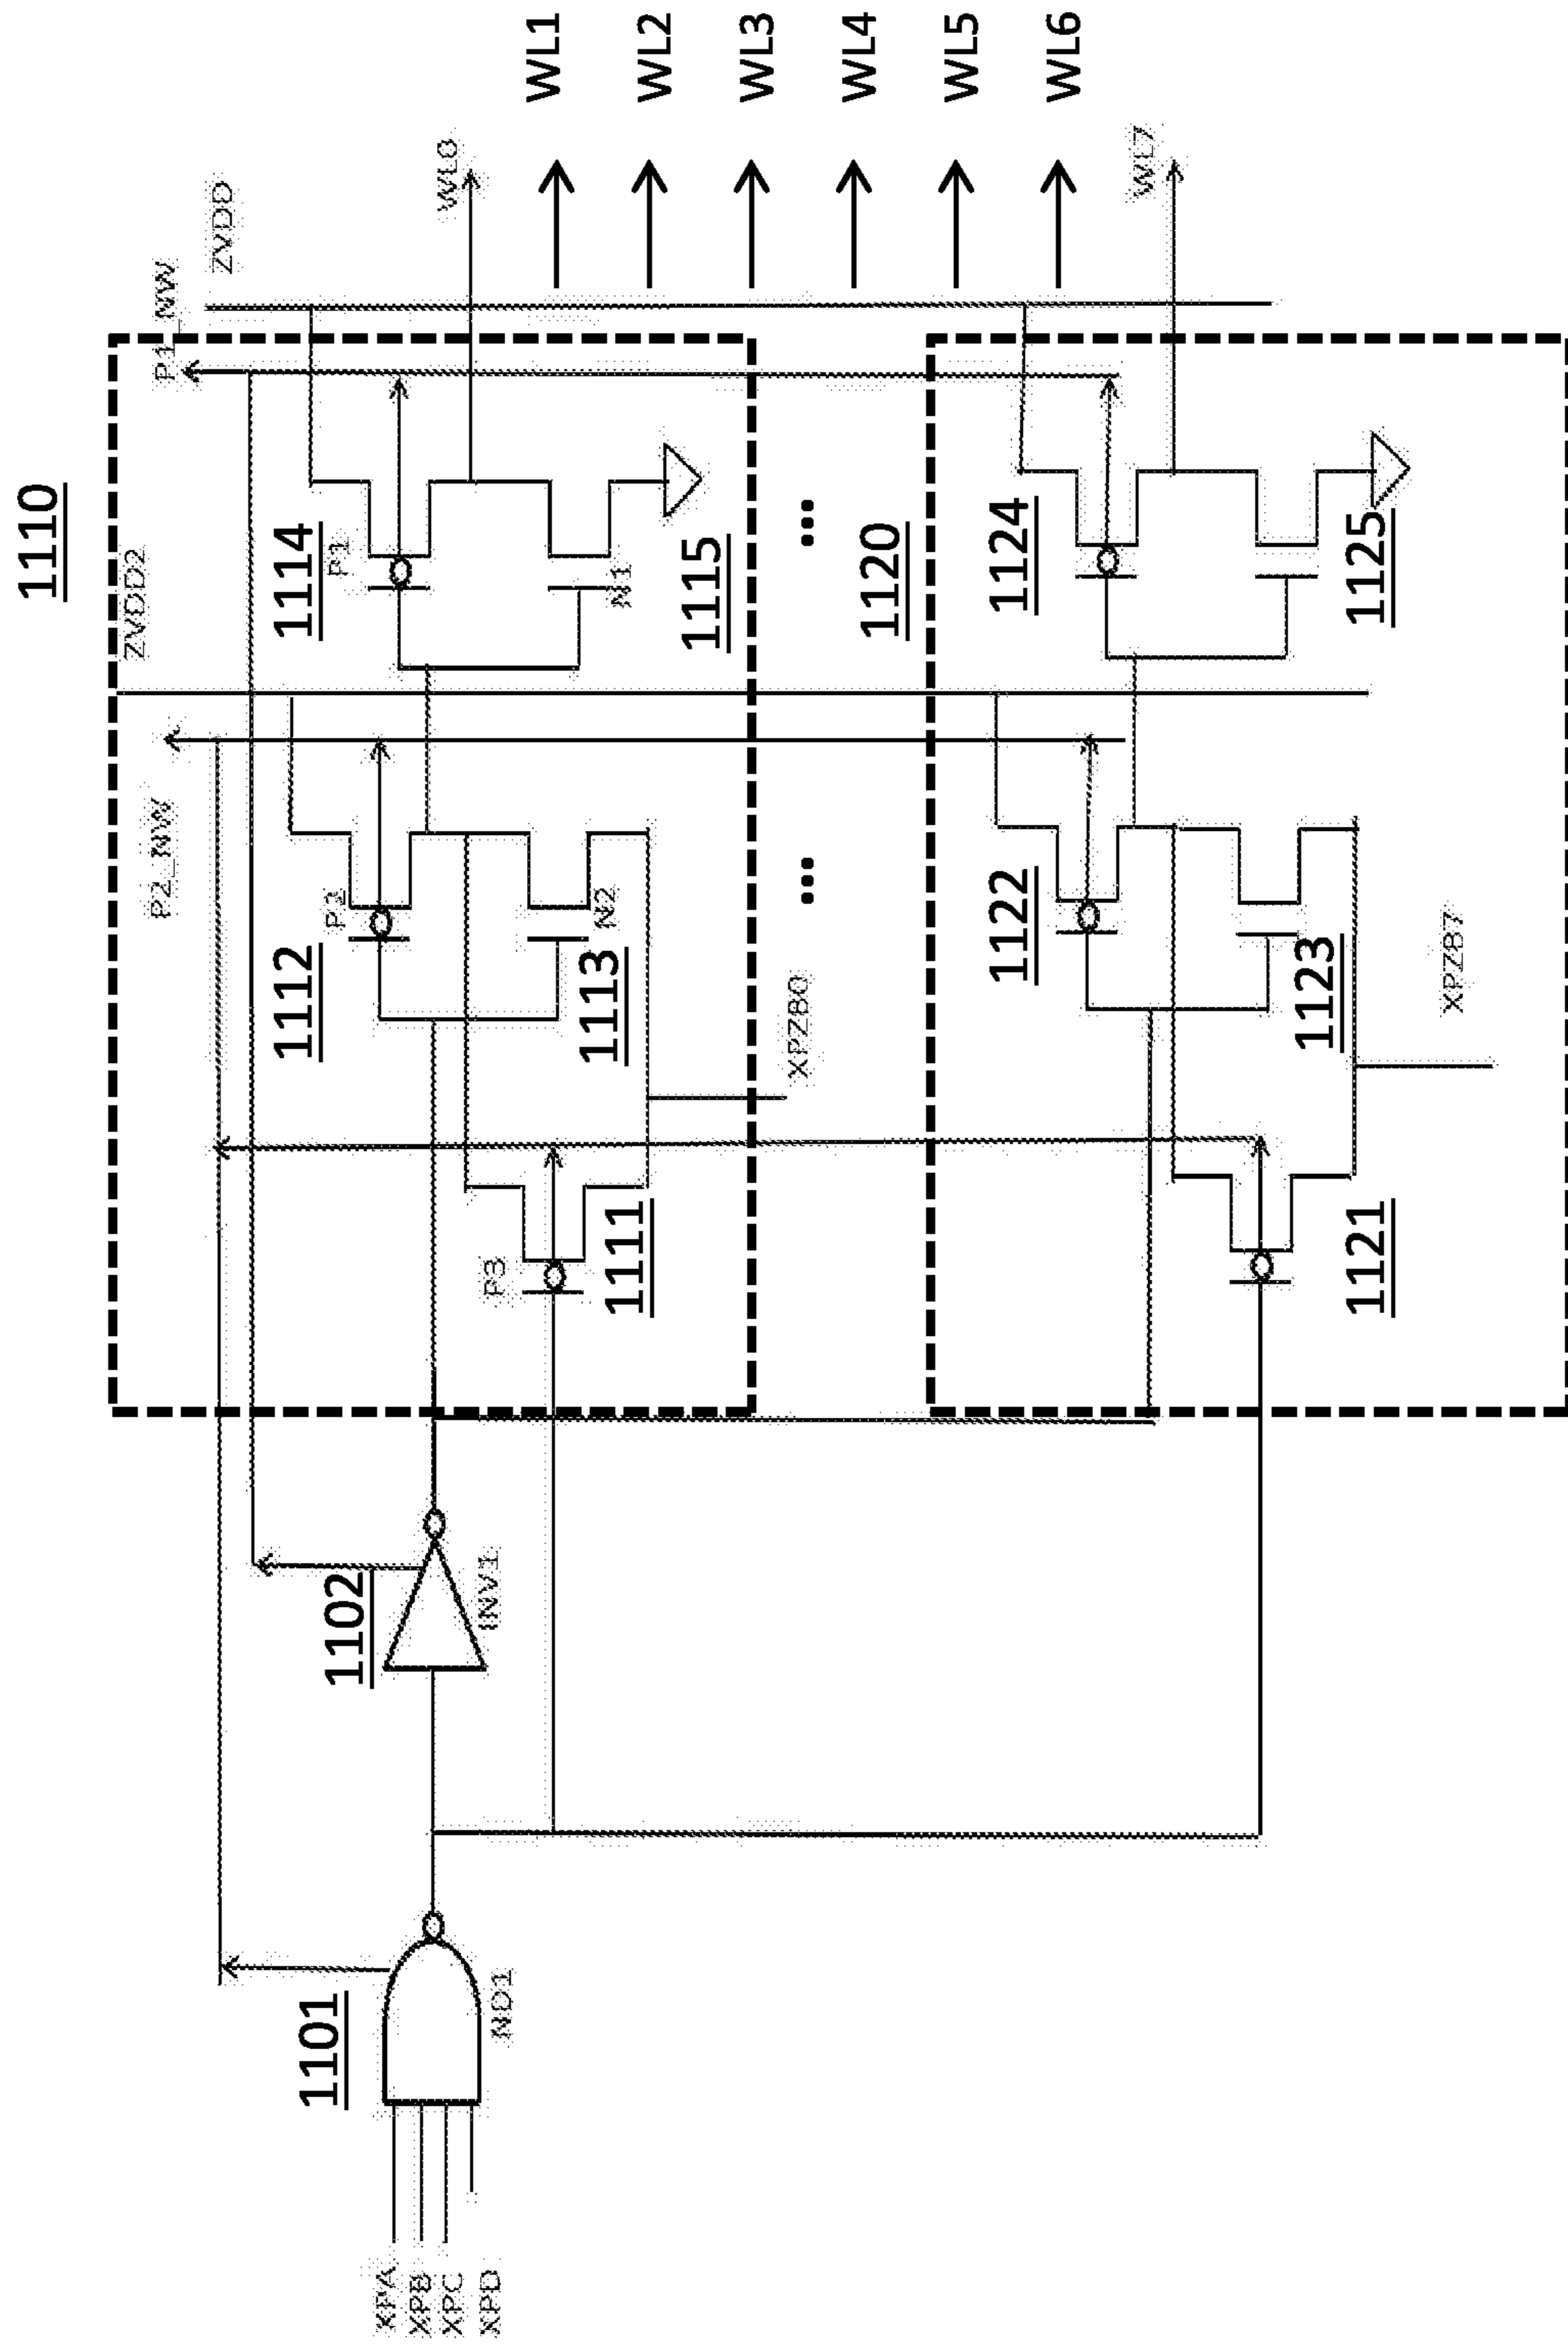 1110
ZVDD2
P1_NW
ZVDD
WL0
WL1
WL2
WL3
WL4
WL5
WL6
WL7
P2_NW
1112
P2
1113
N2
1114
P1
1115
N1
P3
1111
XPZB0
...
...
1120
1122
1123
1124
1125
1121
XPZB7
1102
INV1
1101
ND1
XPA
XPB
XPC
XPD